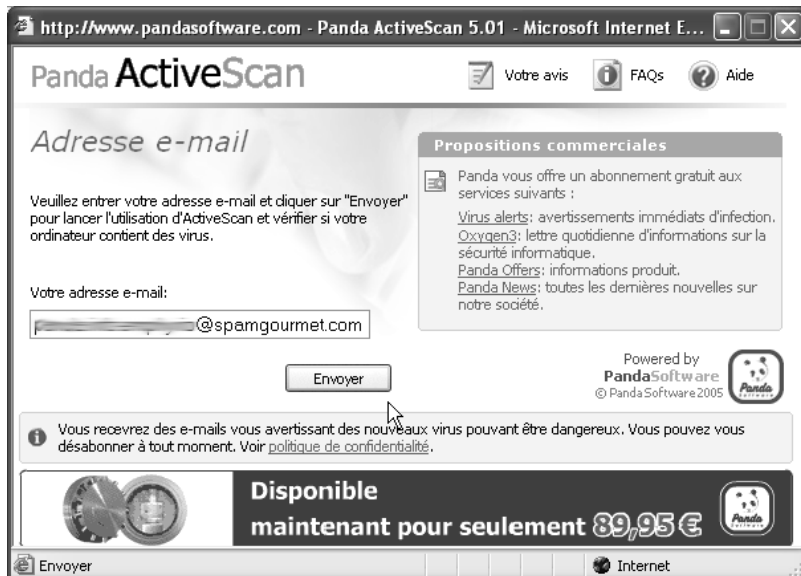 http://www.pandasoftware.com - Panda ActiveScan 5.01 - Microsoft Internet E...
Panda ActiveScan
Votre avis
FAQs
Aide
Adresse e-mail
Veuillez entrer votre adresse e-mail et cliquer sur "Envoyer"
pour lancer l'utilisation d'ActiveScan et vérifier si votre
ordinateur contient des virus.
Votre adresse e-mail:
@spamgourmet.com
Envoyer
Propositions commerciales
Panda vous offre un abonnement gratuit aux
services suivants :
Virus alerts: avertissements immédiats d'infection.
Oxygen3: lettre quotidienne d'informations sur la
sécurité informatique.
Panda Offers: informations produit.
Panda News: toutes les dernières nouvelles sur
notre société.
Powered by
PandaSoftware
© PandaSoftware 2005
Panda
Software
Vous recevrez des e-mails vous avertissant des nouveaux virus pouvant être dangereux. Vous pouvez vous
désabonner à tout moment. Voir politique de confidentialité.
Disponible
maintenant pour seulement 89,95 €
Panda
Software
Envoyer
Internet